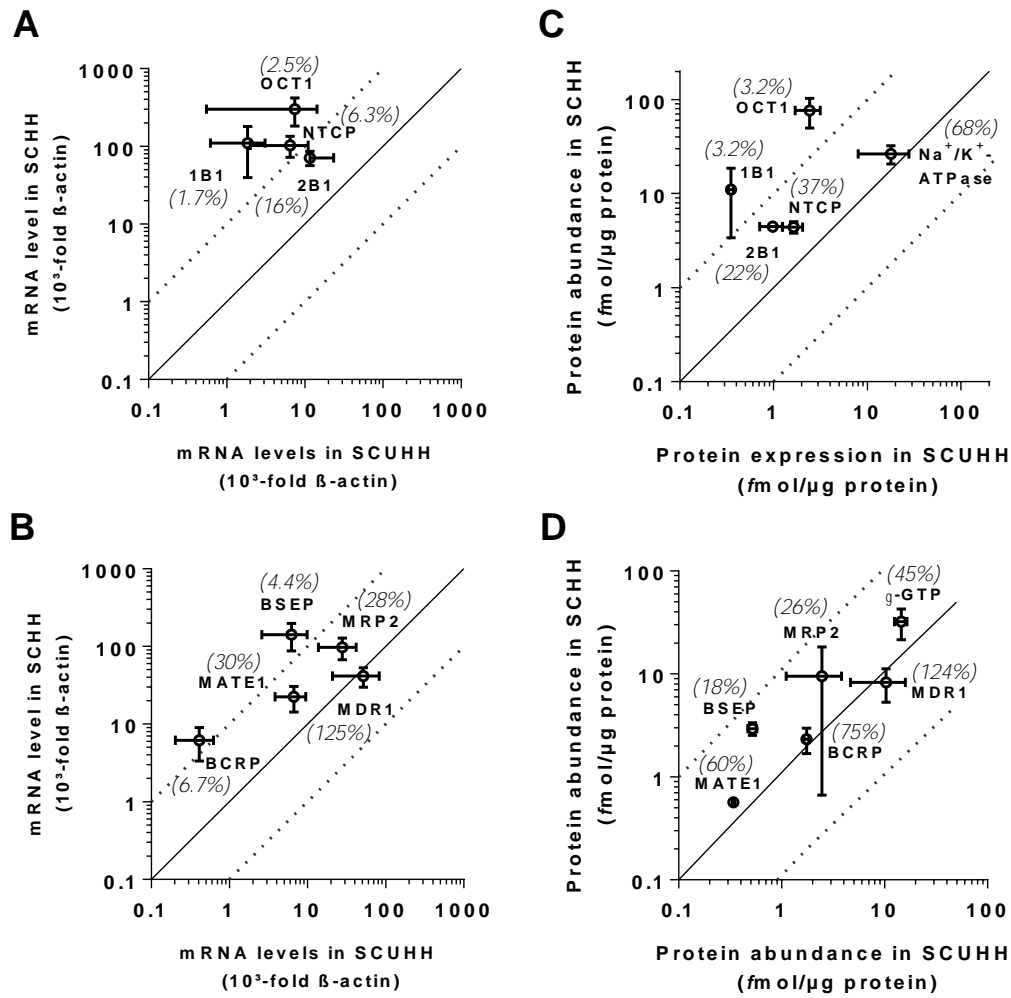 A
mRNA level in SCHH
(10³-fold ß-actin)
1000
100
10
1
0.1
(2.5%)
OCT1
(6.3%)
NTCP
1B1
2B1
(1.7%)
(16%)
0.1 1 10 100 1000
mRNA levels in SCUHH
(10³-fold ß-actin)
C
Protein abundance in SCHH
(fmol/µg protein)
100
10
1
0.1
(3.2%)
OCT1
(68%)
Na⁺/K⁺-
ATPase
(3.2%)
1B1
(37%)
NTCP
2B1
(22%)
0.1 1 10 100
Protein expression in SCUHH
(fmol/µg protein)
B
mRNA level in SCHH
(10³-fold ß-actin)
1000
100
10
1
0.1
(4.4%)
BSEP
(28%)
MRP2
(30%)
MATE1
MDR1
(125%)
BCRP
(6.7%)
0.1 1 10 100 1000
mRNA levels in SCUHH
(10³-fold ß-actin)
D
Protein abundance in SCHH
(fmol/µg protein)
100
10
1
0.1
(45%)
g-GTP
(26%)
MRP2
(124%)
MDR1
(18%)
BSEP
(75%)
BCRP
(60%)
MATE1
0.1 1 10 100
Protein abundance in SCUHH
(fmol/µg protein)